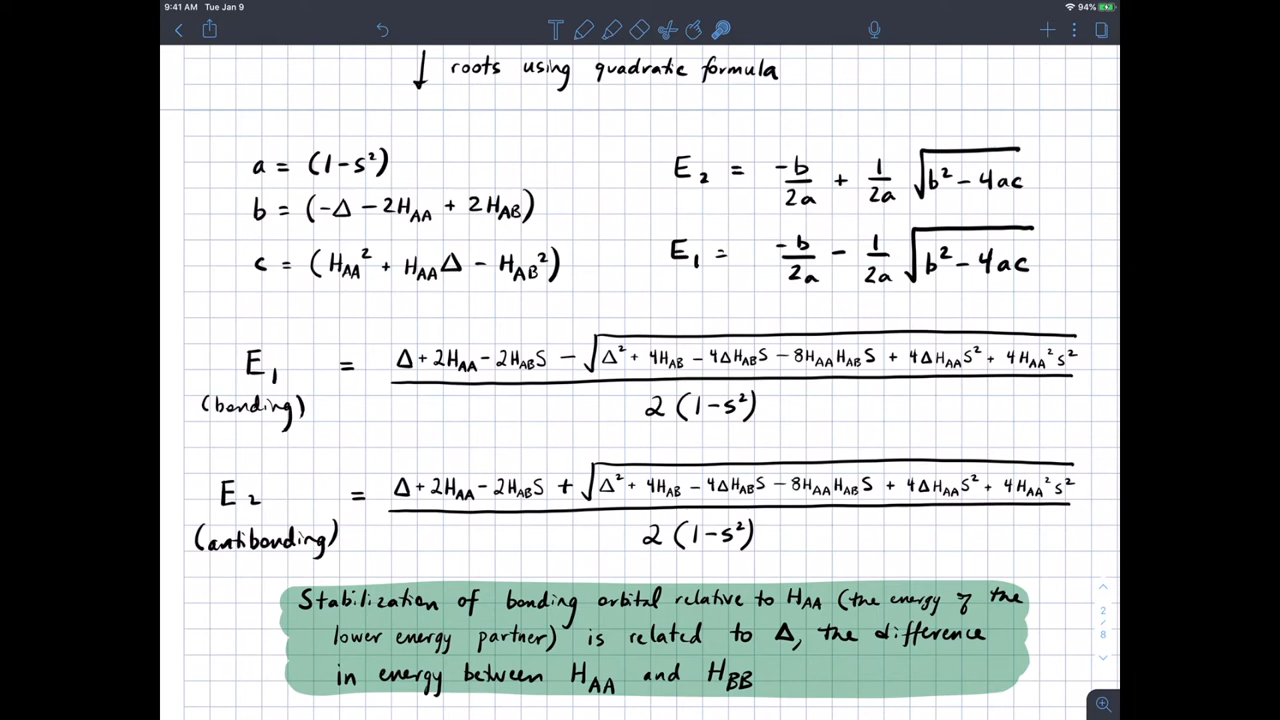 9:41 AM Tue Jan 9
94%
↓ roots using quadratic formula
a = (1-s²)
b = (-Δ - 2H_AA + 2H_AB)
c = (H_AA² + H_AA Δ - H_AB²)
E₂ = -b/2a + 1/2a √(b² - 4ac)
E₁ = -b/2a - 1/2a √(b² - 4ac)
E₁ (bonding) = (Δ + 2H_AA - 2H_AB S - √(Δ² + 4H_AB - 4ΔH_AB S - 8H_AA H_AB S + 4ΔH_AA S² + 4H_AA² S²)) / 2(1-s²)
E₂ (antibonding) = (Δ + 2H_AA - 2H_AB S + √(Δ² + 4H_AB - 4ΔH_AB S - 8H_AA H_AB S + 4ΔH_AA S² + 4H_AA² S²)) / 2(1-s²)
Stabilization of bonding orbital relative to H_AA (the energy of the
lower energy partner) is related to Δ, the difference
in energy between H_AA and H_BB
2
/
8